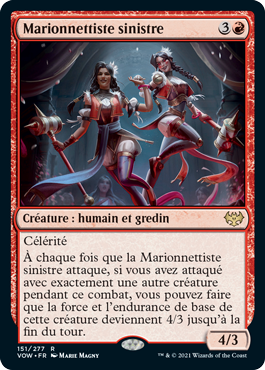 Marionnettiste sinistre 3
Créature : humain et gredin
Célérité
À chaque fois que la Marionnettiste
sinistre attaque, si vous avez attaqué
avec exactement une autre créature
pendant ce combat, vous pouvez faire
que la force et l'endurance de base de
cette créature deviennent 4/3 jusqu'à la
fin du tour.
4/3
151/277 R
VOW • FR Marie Magny
™ & © 2021 Wizards of the Coast